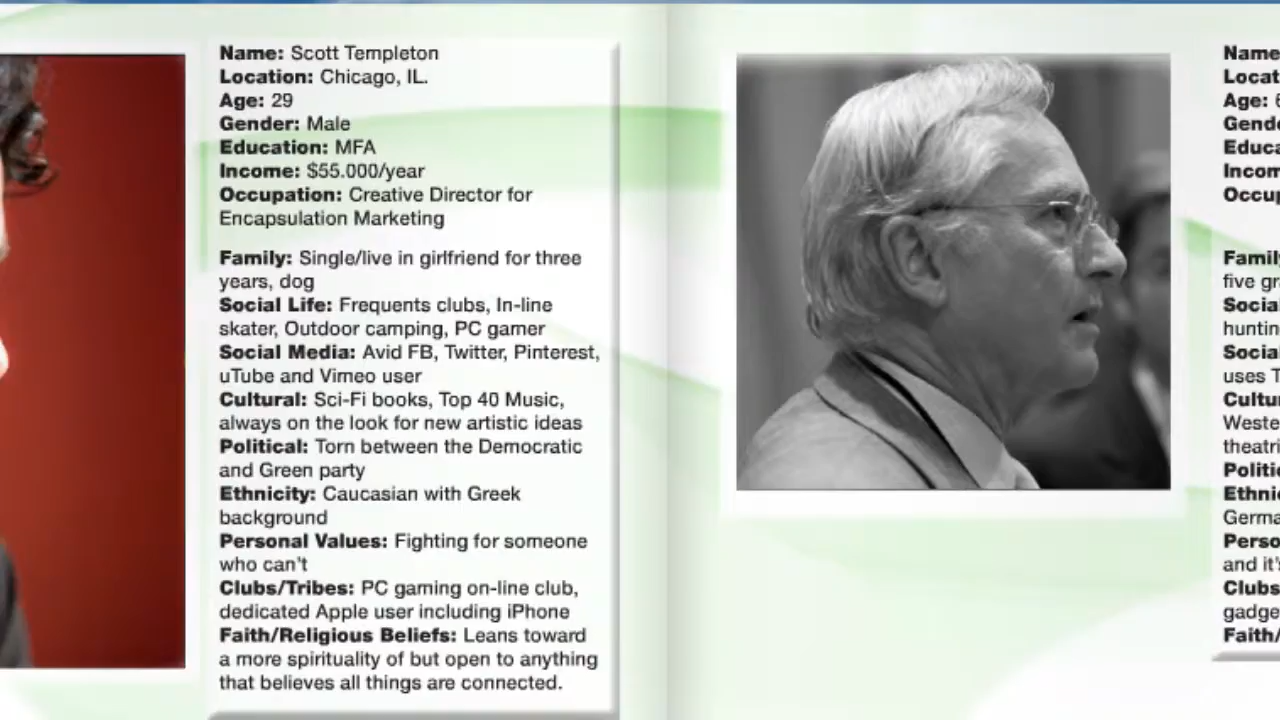 Name: Scott Templeton
Location: Chicago, IL.
Age: 29
Gender: Male
Education: MFA
Income: $55.000/year
Occupation: Creative Director for
Encapsulation Marketing
Family: Single/live in girlfriend for three
years, dog
Social Life: Frequents clubs, In-line
skater, Outdoor camping, PC gamer
Social Media: Avid FB, Twitter, Pinterest,
uTube and Vimeo user
Cultural: Sci-Fi books, Top 40 Music,
always on the look for new artistic ideas
Political: Torn between the Democratic
and Green party
Ethnicity: Caucasian with Greek
background
Personal Values: Fighting for someone
who can't
Clubs/Tribes: PC gaming on-line club,
dedicated Apple user including iPhone
Faith/Religious Beliefs: Leans toward
a more spirituality of but open to anything
that believes all things are connected.
Name
Locat
Age:
Gende
Educa
Incom
Occup
Family
five gr
Social
huntin
Social
uses T
Cultur
Weste
theatri
Politic
Ethnic
Germa
Perso
and it's
Clubs
gadge
Faith/